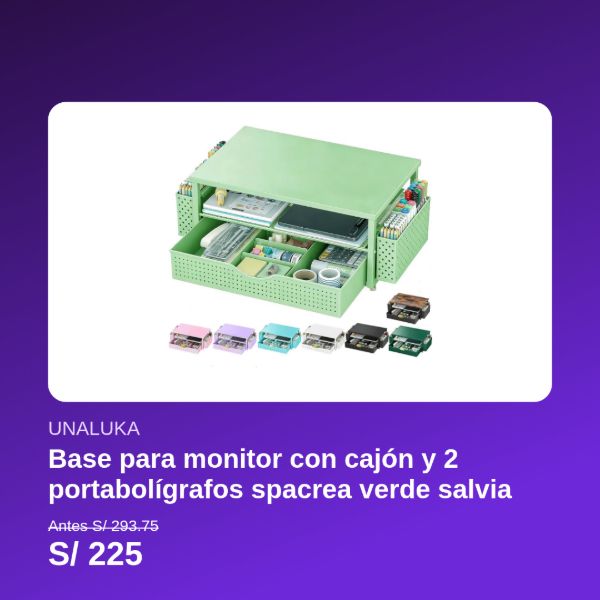 UNALUKA
Base para monitor con cajón y 2
portabolígrafos spacrea verde salvia
Antes S/ 293.75
S/ 225